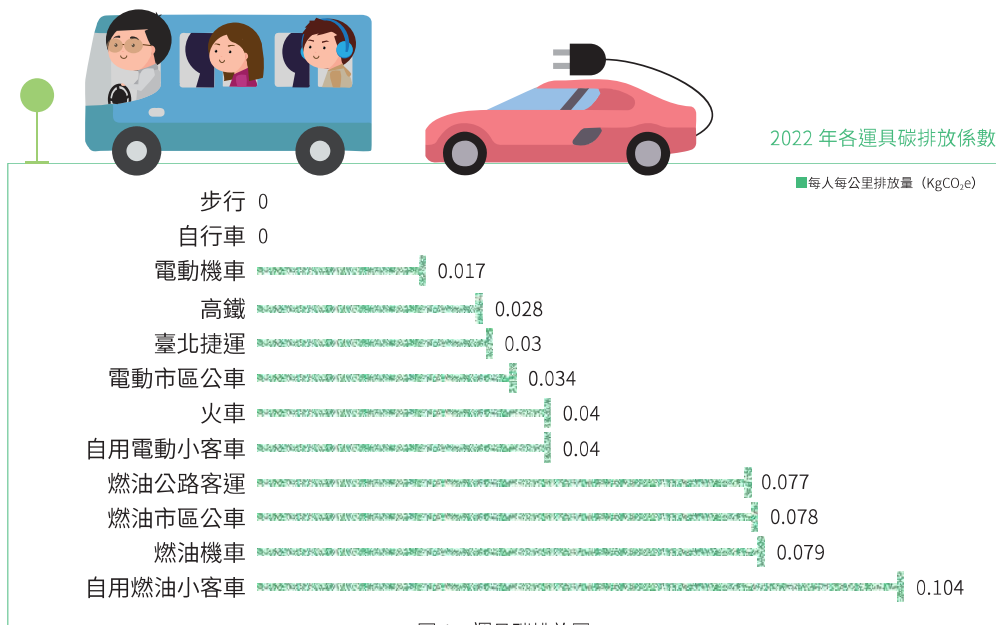 2022 年各運具碳排放係數
每人每公里排放量（KgCO₂e）
步行 0
自行車 0
電動機車 0.017
高鐵 0.028
臺北捷運 0.03
電動市區公車 0.034
火車 0.04
自用電動小客車 0.04
燃油公路客運 0.077
燃油市區公車 0.078
燃油機車 0.079
自用燃油小客車 0.104